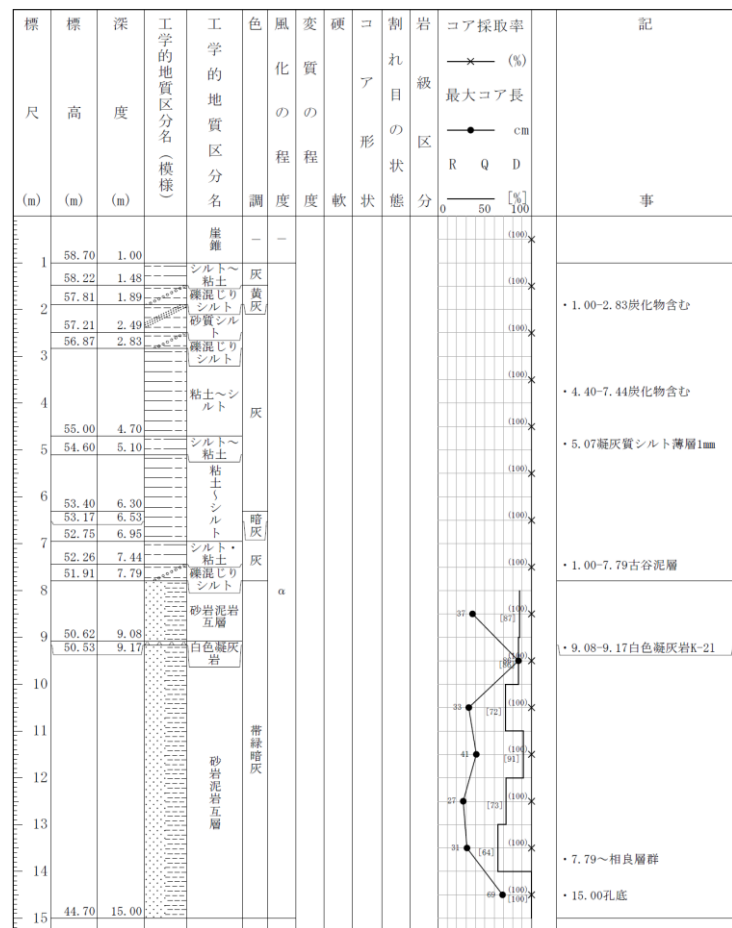 標尺(m)
標高(m)
深度(m)
工学的地質区分名(模様)
工学的地質区分名
色調
風化の程度
変質の程度
硬軟
コア形状
割れ目の状態
岩級区分
コア採取率
(%)
最大コア長
cm
R Q D
[%]
0 50 100
記事
崖錐
―
―
58.70 1.00
1
シルト~粘土
灰
58.22 1.48
礫混じりシルト
黄灰
57.81 1.89
2
砂質シルト
57.21 2.49
礫混じりシルト
56.87 2.83
3
粘土~シルト
灰
4
55.00 4.70
シルト~粘土
5
54.60 5.10
粘土~シルト
6
53.40 6.30
53.17 6.53
暗灰
52.75 6.95
7
シルト・粘土
灰
52.26 7.44
礫混じりシルト
51.91 7.79
8
α
砂岩泥岩互層
50.62 9.08
9
白色凝灰岩
50.53 9.17
10
帯緑暗灰
11
砂岩泥岩互層
12
13
14
44.70 15.00
15
(100)
(100)
(100)
(100)
(100)
(100)
(100)
(100)
37 [87] (100)
(100)
33 [72] (100)
41 [91] (100)
27 [73] (100)
31 [64] (100)
69 [100] (100)
・1.00-2.83炭化物含む
・4.40-7.44炭化物含む
・5.07凝灰質シルト薄層1mm
・1.00-7.79古谷泥層
・9.08-9.17白色凝灰岩K-21
・7.79~相良層群
・15.00孔底